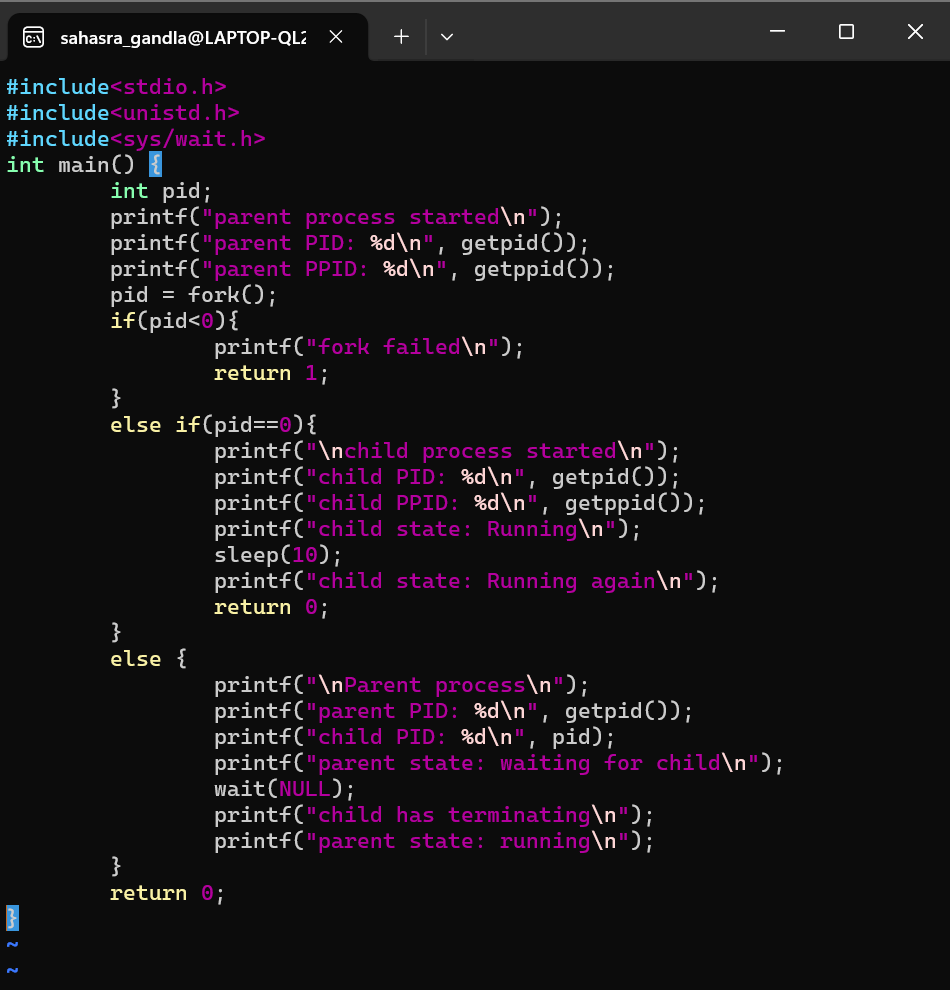 sahasra_gandla@LAPTOP-QL2
#include<stdio.h>
#include<unistd.h>
#include<sys/wait.h>
int main() {
        int pid;
        printf("parent process started\n");
        printf("parent PID: %d\n", getpid());
        printf("parent PPID: %d\n", getppid());
        pid = fork();
        if(pid<0){
                printf("fork failed\n");
                return 1;
        }
        else if(pid==0){
                printf("\nchild process started\n");
                printf("child PID: %d\n", getpid());
                printf("child PPID: %d\n", getppid());
                printf("child state: Running\n");
                sleep(10);
                printf("child state: Running again\n");
                return 0;
        }
        else {
                printf("\nParent process\n");
                printf("parent PID: %d\n", getpid());
                printf("child PID: %d\n", pid);
                printf("parent state: waiting for child\n");
                wait(NULL);
                printf("child has terminating\n");
                printf("parent state: running\n");
        }
        return 0;
}
~
~